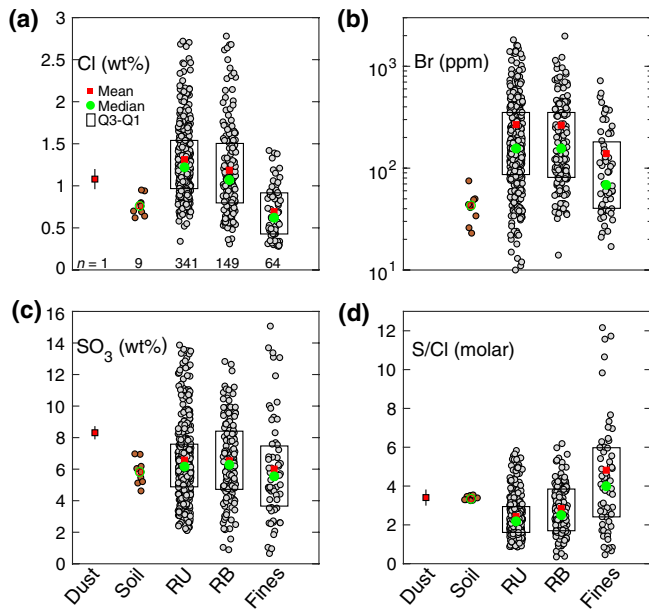 (a)
Cl (wt%)
Mean
Median
Q3-Q1
3
2.5
2
1.5
1
0.5
0
n = 1 9 341 149 64
(b)
Br (ppm)
10³
10²
10¹
(c)
SO₃ (wt%)
16
14
12
10
8
6
4
2
0
Dust Soil RU RB Fines
(d)
S/Cl (molar)
12
10
8
6
4
2
0
Dust Soil RU RB Fines